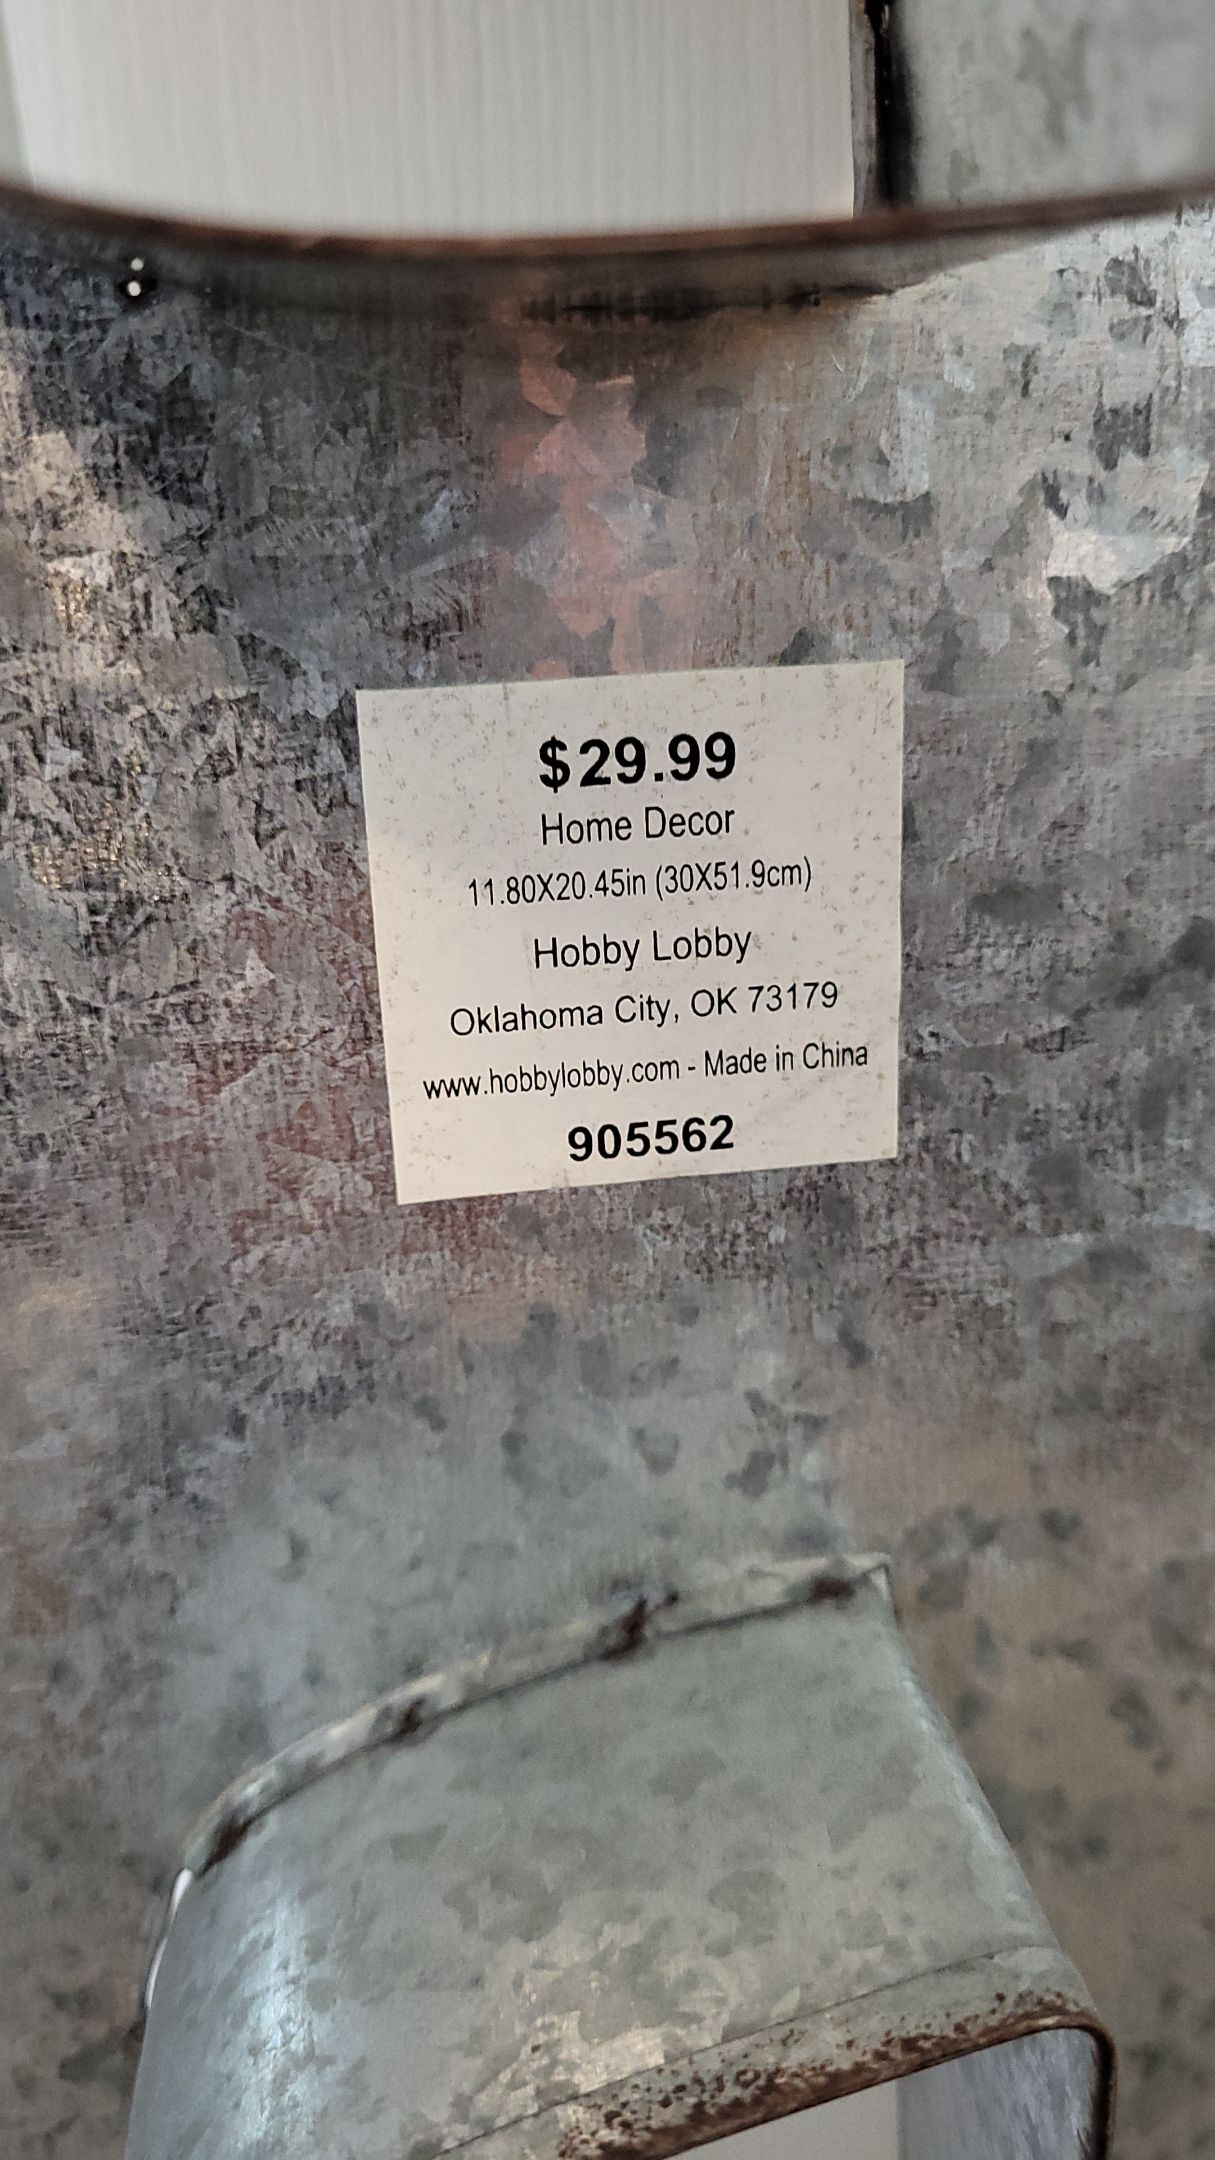 $29.99
Home Decor
11.80X20.45in (30X51.9cm)
Hobby Lobby
Oklahoma City, OK 73179
www.hobbylobby.com - Made in China
905562